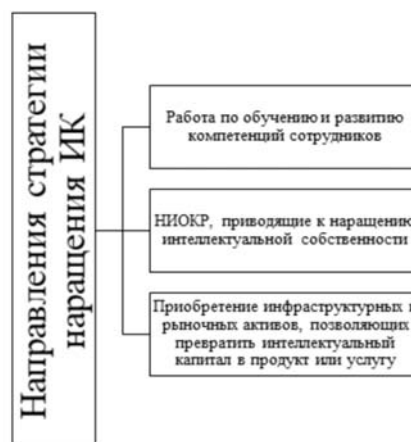 Направления стратегии
наращения ИК
Работа по обучению и развитию
компетенций сотрудников
НИОКР, приводящие к наращению
интеллектуальной собственности
Приобретение инфраструктурных и
рыночных активов, позволяющих
превратить интеллектуальный
капитал в продукт или услугу